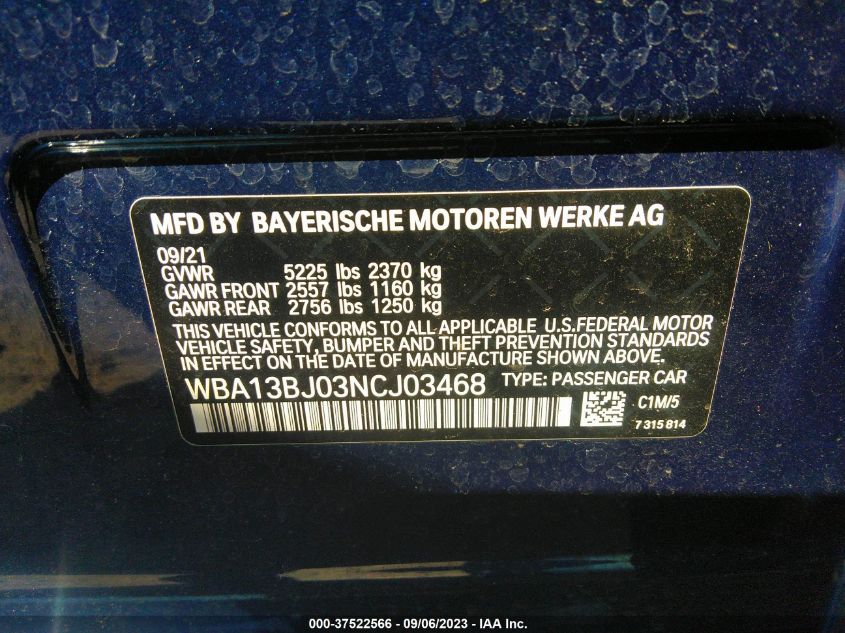 MFD BY BAYERISCHE MOTOREN WERKE AG
09/21
GVWR 5225 lbs 2370 kg
GAWR FRONT 2557 lbs 1160 kg
GAWR REAR 2756 lbs 1250 kg
THIS VEHICLE CONFORMS TO ALL APPLICABLE U.S.FEDERAL MOTOR
VEHICLE SAFETY, BUMPER AND THEFT PREVENTION STANDARDS
IN EFFECT ON THE DATE OF MANUFACTURE SHOWN ABOVE.
WBA13BJ03NCJ03468 TYPE: PASSENGER CAR
C1M/5
7 315 814
000-37522566 - 09/06/2023 - IAA Inc.